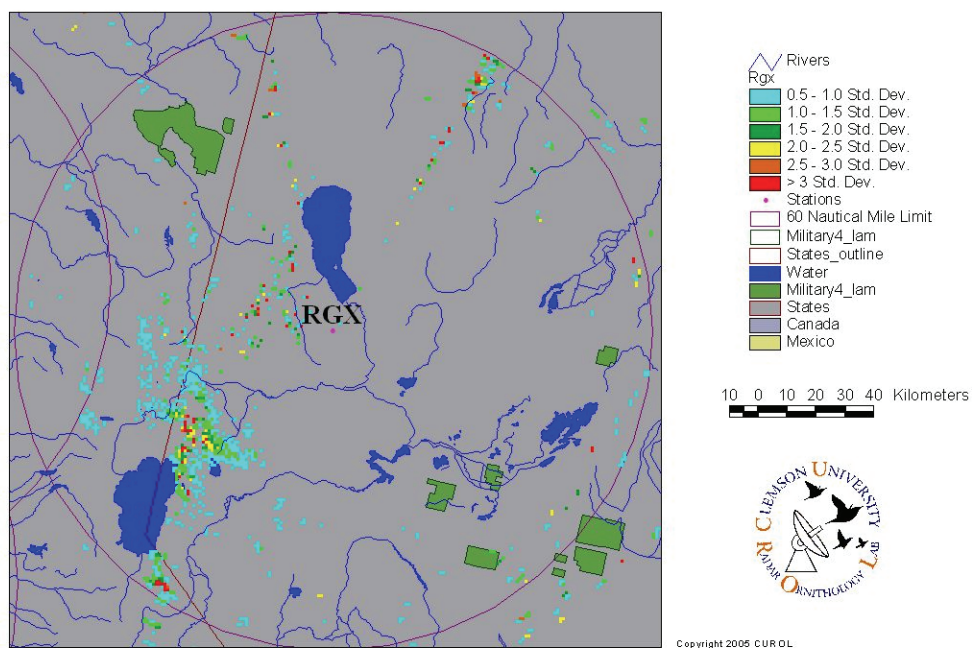 RGX
Rivers
Rgx
0.5 - 1.0 Std. Dev.
1.0 - 1.5 Std. Dev.
1.5 - 2.0 Std. Dev.
2.0 - 2.5 Std. Dev.
2.5 - 3.0 Std. Dev.
> 3 Std. Dev.
Stations
60 Nautical Mile Limit
Military4_lam
States_outline
Water
Military4_lam
States
Canada
Mexico
10 0 10 20 30 40 Kilometers
CLEMSON UNIVERSITY
RADAR ORNITHOLOGY LAB
Copyright 2005 CUROL